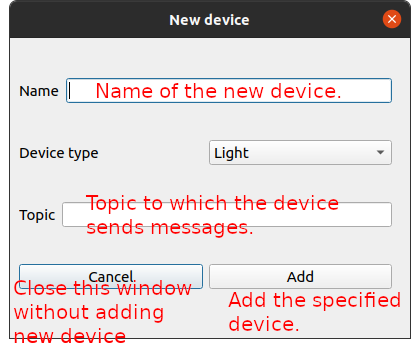 New device
Name
Name of the new device.
Device type
Light
Topic
Topic to which the device
sends messages.
Cancel
Add
Close this window
without adding
new device
Add the specified
device.